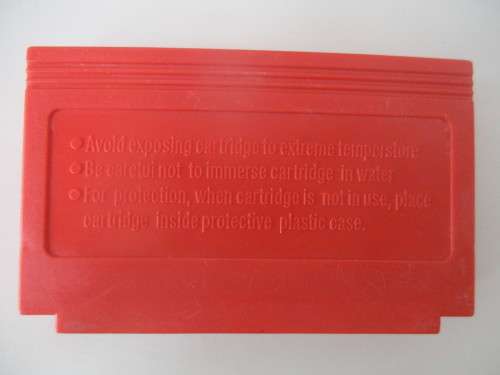 Avoid exposing cartridge to extreme temperstore
Be careful not to immerse cartridge in water
For protection, when cartridge is not in use, place
cartridge inside protective plastic case.